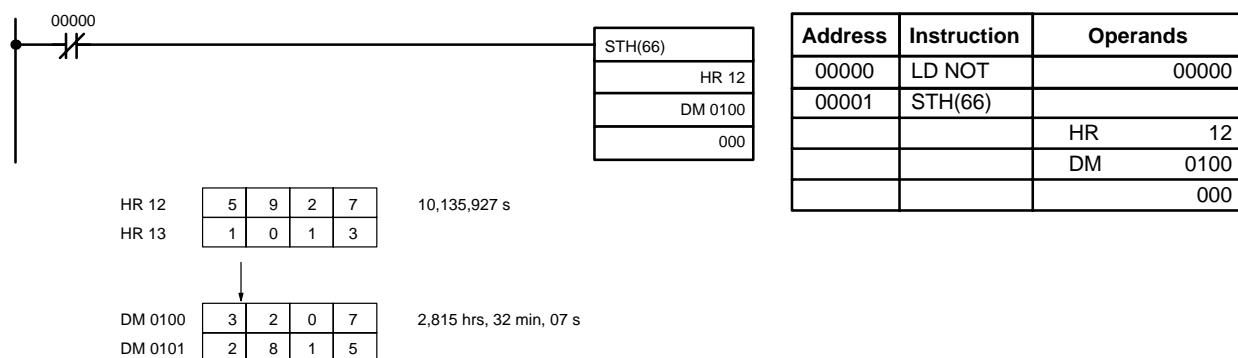 00000
STH(66)
HR 12
DM 0100
000
Address Instruction Operands
00000 LD NOT 00000
00001 STH(66)
HR 12
DM 0100
000
HR 12 5 9 2 7 10,135,927 s
HR 13 1 0 1 3
DM 0100 3 2 0 7 2,815 hrs, 32 min, 07 s
DM 0101 2 8 1 5